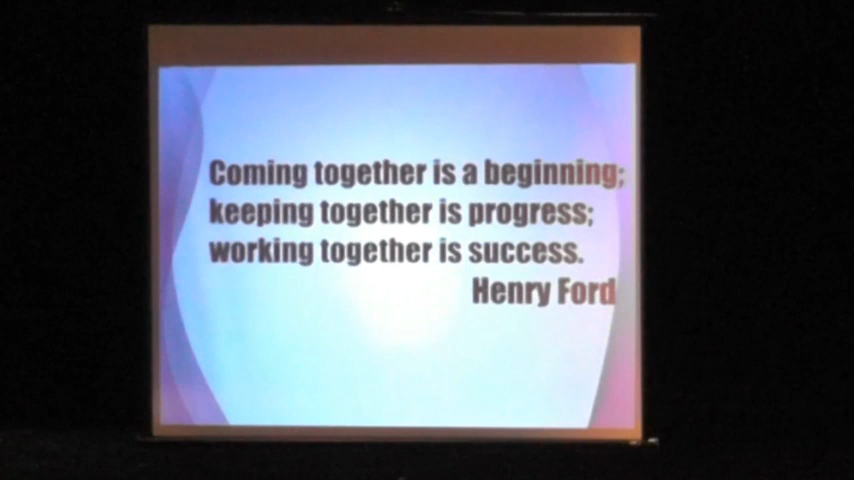 Coming together is a beginning;
keeping together is progress;
working together is success.
Henry Ford